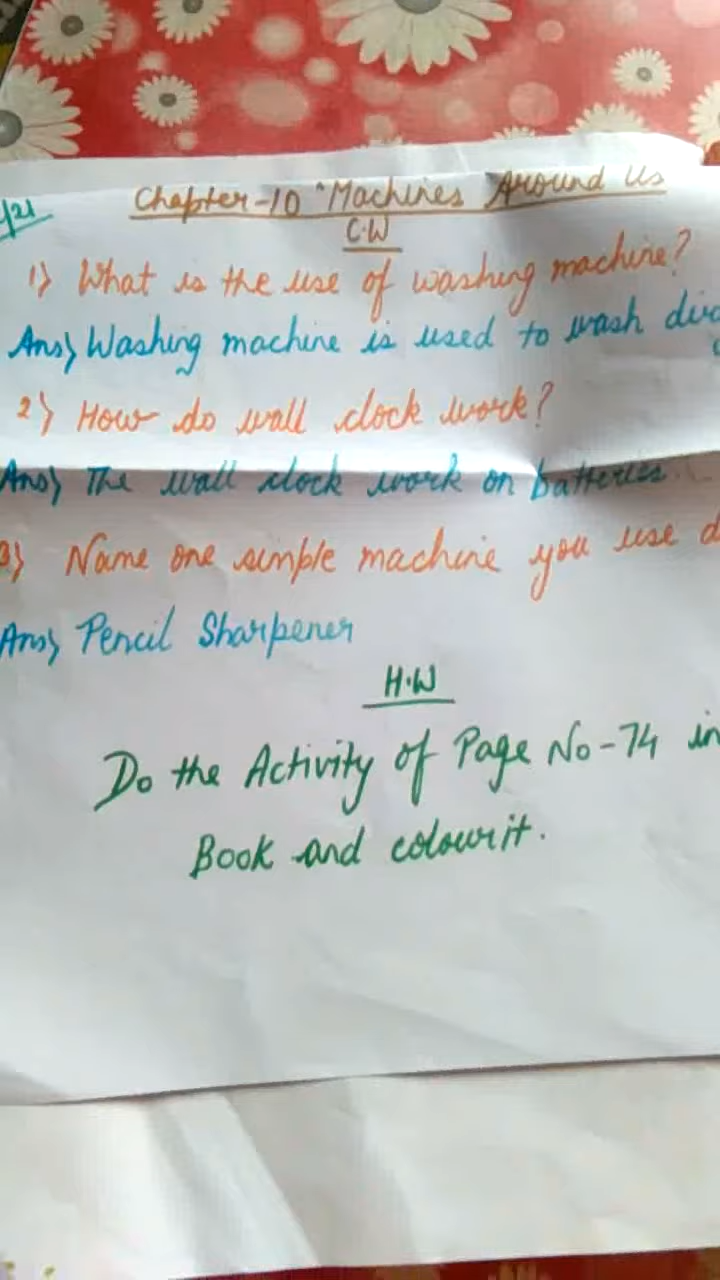 /21
Chapter-10 "Machines Around Us
C.W
1) What is the use of washing machine?
Ans) Washing machine is used to wash
2) How do wall clock work?
Ans) The wall clock work on batteries.
3) Name one simple machine you use
Ans) Pencil Sharpener
H.W
Do the Activity of Page No-74 in
Book and colour it.